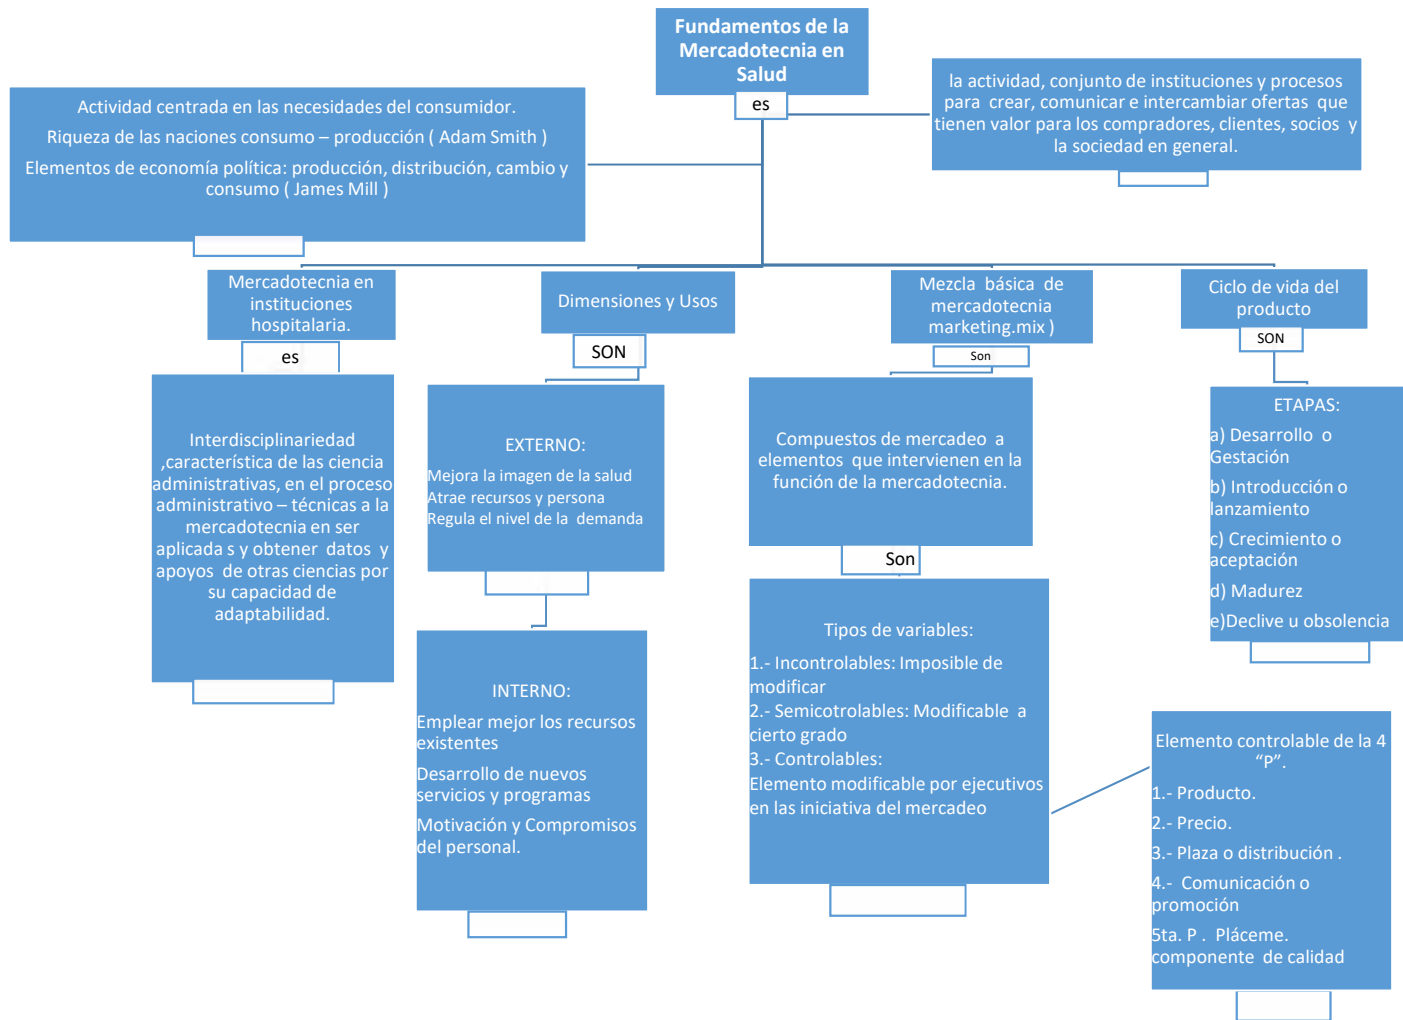 Fundamentos de la
Mercadotecnia en
Salud
es
Actividad centrada en las necesidades del consumidor.
Riqueza de las naciones consumo – producción ( Adam Smith )
Elementos de economía política: producción, distribución, cambio y
consumo ( James Mill )
la actividad, conjunto de instituciones y procesos
para crear, comunicar e intercambiar ofertas que
tienen valor para los compradores, clientes, socios y
la sociedad en general.
Mercadotecnia en
instituciones
hospitalaria.
es
Interdisciplinariedad
,característica de las ciencia
administrativas, en el proceso
administrativo – técnicas a la
mercadotecnia en ser
aplicada s y obtener datos y
apoyos de otras ciencias por
su capacidad de
adaptabilidad.
Dimensiones y Usos
SON
EXTERNO:
Mejora la imagen de la salud
Atrae recursos y persona
Regula el nivel de la demanda
INTERNO:
Emplear mejor los recursos
existentes
Desarrollo de nuevos
servicios y programas
Motivación y Compromisos
del personal.
Mezcla básica de
mercadotecnia
marketing.mix )
Son
Compuestos de mercadeo a
elementos que intervienen en la
función de la mercadotecnia.
Son
Tipos de variables:
1.- Incontrolables: Imposible de
modificar
2.- Semicotrolables: Modificable a
cierto grado
3.- Controlables:
Elemento modificable por ejecutivos
en las iniciativa del mercadeo
Ciclo de vida del
producto
SON
ETAPAS:
a) Desarrollo o
Gestación
b) Introducción o
lanzamiento
c) Crecimiento o
aceptación
d) Madurez
e)Declive u obsolencia
Elemento controlable de la 4
“P”.
1.- Producto.
2.- Precio.
3.- Plaza o distribución .
4.- Comunicación o
promoción
5ta. P . Pláceme.
componente de calidad